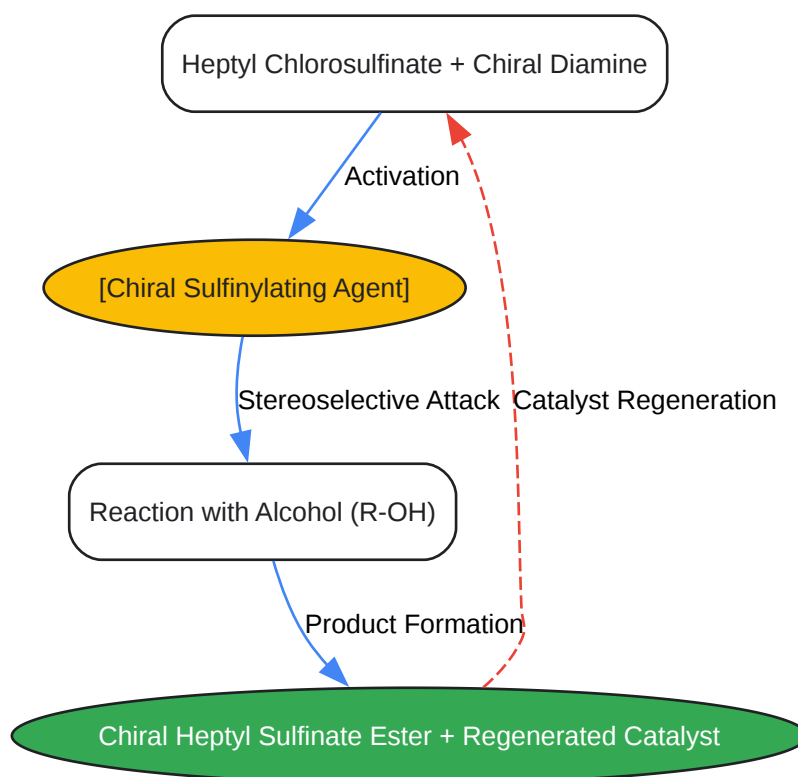 Heptyl Chlorosulfinate + Chiral Diamine
Activation
[Chiral Sulfinylating Agent]
Stereoselective Attack
Catalyst Regeneration
Reaction with Alcohol (R-OH)
Product Formation
Chiral Heptyl Sulfinate Ester + Regenerated Catalyst